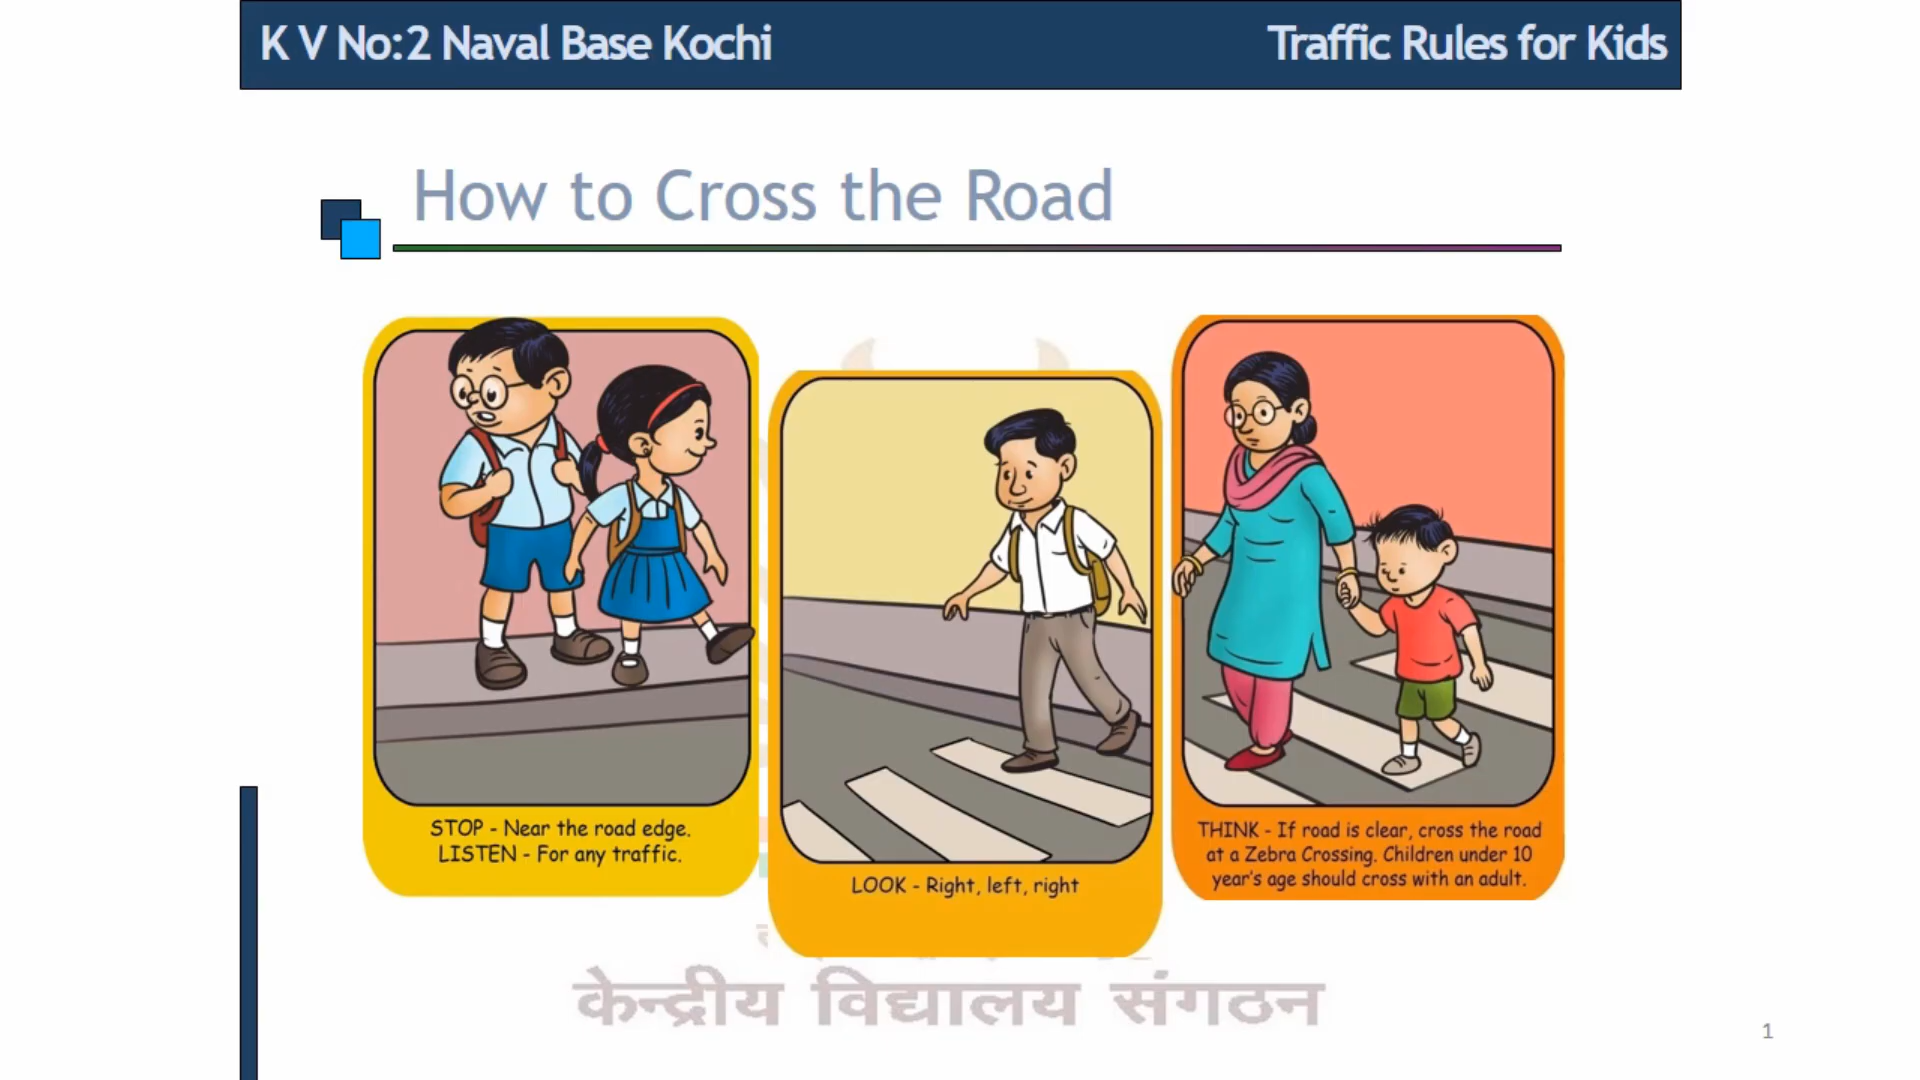 K V No:2 Naval Base Kochi
Traffic Rules for Kids
How to Cross the Road
STOP - Near the road edge.
LISTEN - For any traffic.
LOOK - Right, left, right
THINK - If road is clear, cross the road
at a Zebra Crossing. Children under 10
year's age should cross with an adult.
केन्द्रीय विद्यालय संगठन
1